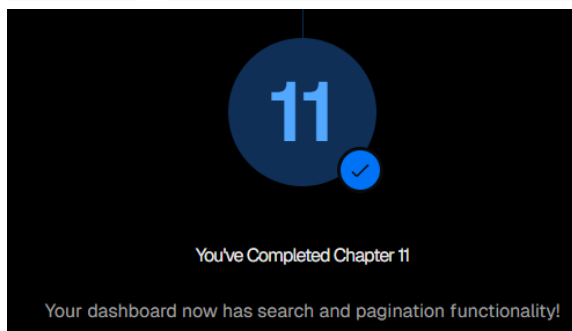 11
You've Completed Chapter 11
Your dashboard now has search and pagination functionality!